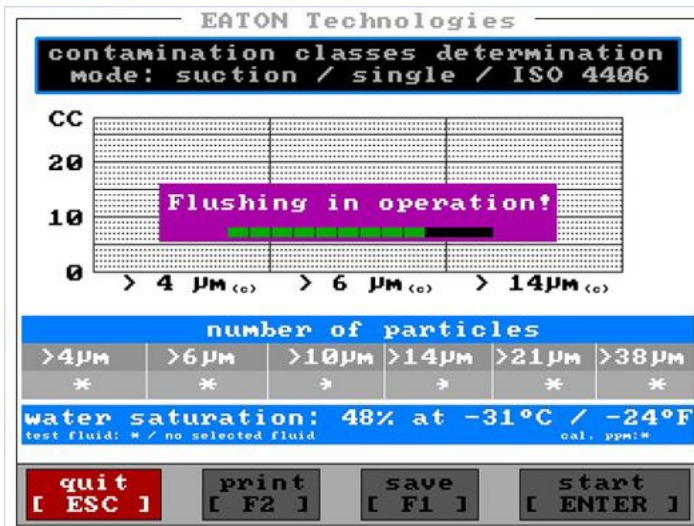 EATON Technologies
contamination classes determination
mode: suction / single / ISO 4406
CC
20
Flushing in operation!
10
0
> 4 µm(c) > 6 µm(c) > 14µm(c)
number of particles
>4µm >6µm >10µm >14µm >21µm >38µm
* * * * * *
water saturation: 48% at -31°C / -24°F
test fluid: * / no selected fluid cal. ppm:*
quit print save start
[ ESC ] [ F2 ] [ F1 ] [ ENTER ]